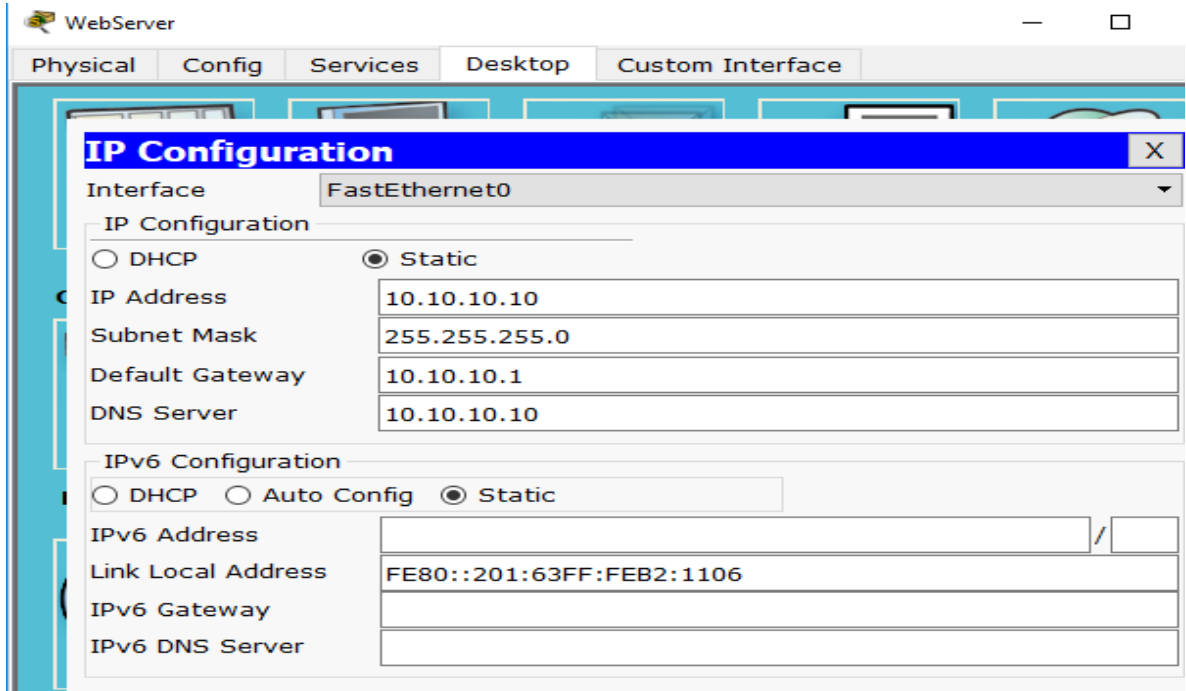 WebServer
Physical Config Services Desktop Custom Interface
IP Configuration X
Interface FastEthernet0
IP Configuration
DHCP Static
IP Address 10.10.10.10
Subnet Mask 255.255.255.0
Default Gateway 10.10.10.1
DNS Server 10.10.10.10
IPv6 Configuration
DHCP Auto Config Static
IPv6 Address /
Link Local Address FE80::201:63FF:FEB2:1106
IPv6 Gateway
IPv6 DNS Server